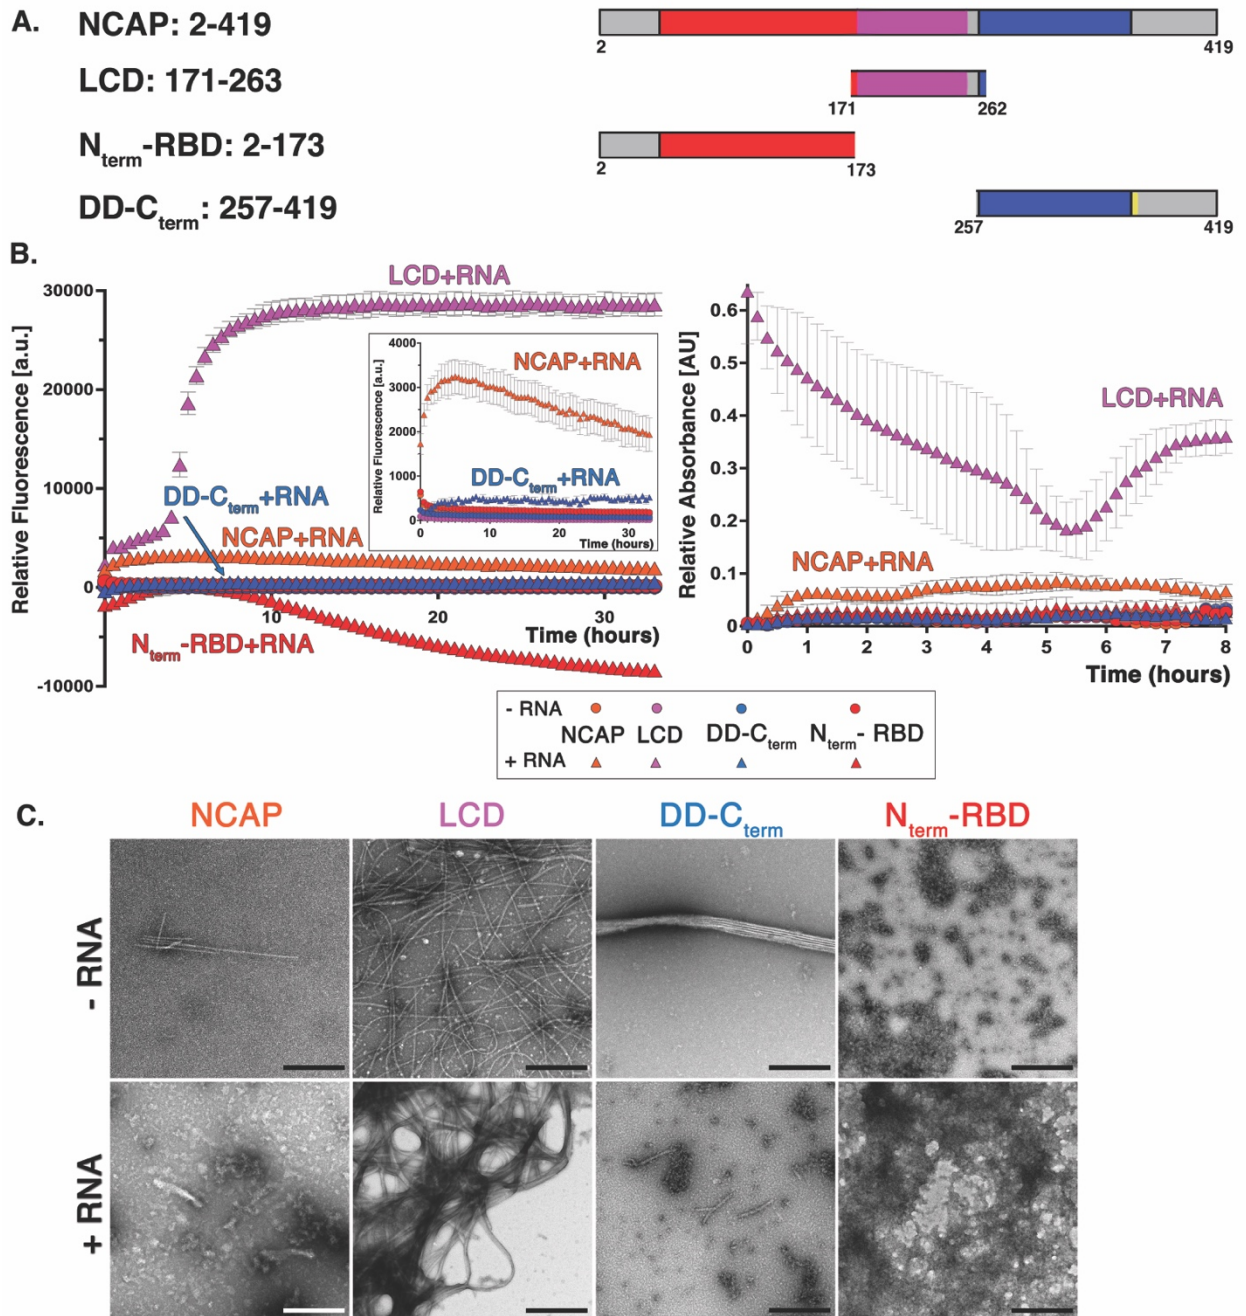 A.
NCAP: 2-419
2 419
LCD: 171-263
171 262
Nterm-RBD: 2-173
2 173
DD-Cterm: 257-419
257 419
B.
LCD+RNA
30000
20000
10000
0
-10000
Relative Fluorescence [a.u.]
DD-Cterm+RNA
NCAP+RNA
Nterm-RBD+RNA
10 20 30
Time (hours)
4000
3000
2000
1000
0
Relative Fluorescence [a.u.]
NCAP+RNA
DD-Cterm+RNA
0 10 20 30
Time (hours)
0.6
0.5
0.4
0.3
0.2
0.1
0
Relative Absorbance [AU]
LCD+RNA
NCAP+RNA
0 1 2 3 4 5 6 7 8
Time (hours)
- RNA
NCAP LCD DD-Cterm Nterm- RBD
+ RNA
C.
NCAP LCD DD-Cterm Nterm-RBD
- RNA
+ RNA